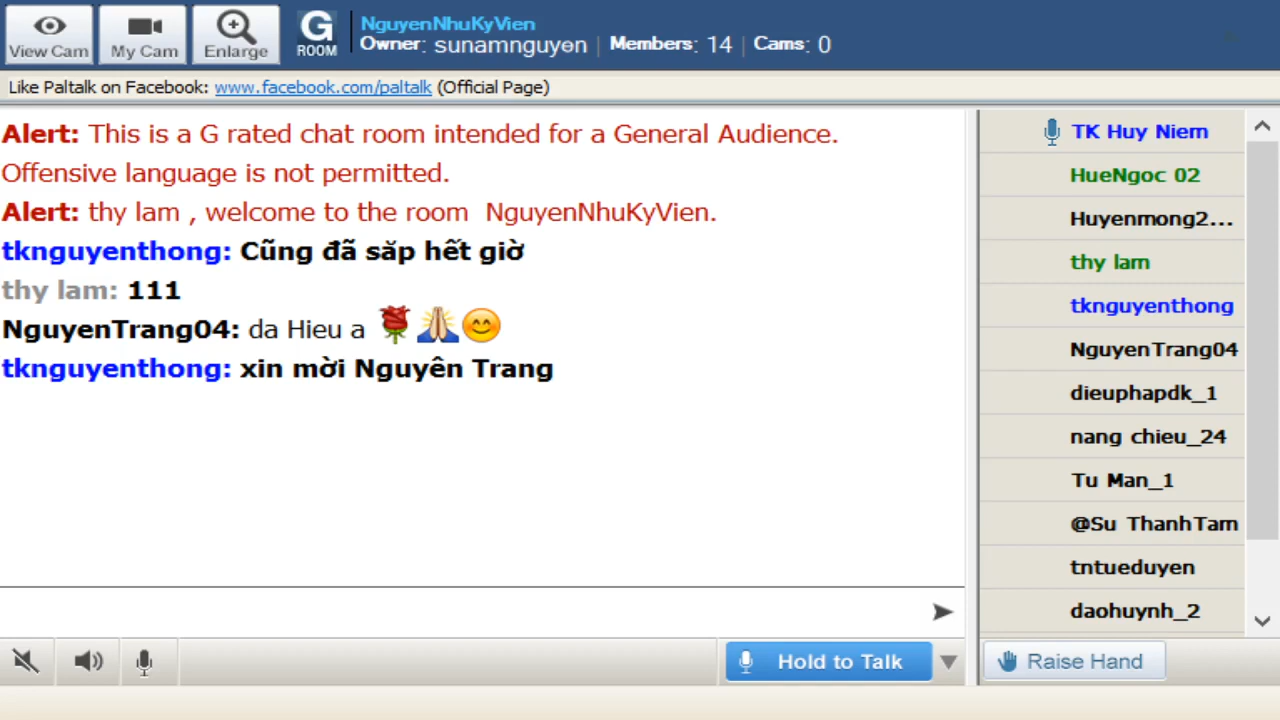 View Cam
My Cam
Enlarge
G
ROOM
NguyenNhuKyVien
Owner: sunamnguyen | Members: 14 | Cams: 0
Like Paltalk on Facebook: www.facebook.com/paltalk (Official Page)
Alert: This is a G rated chat room intended for a General Audience.
Offensive language is not permitted.
Alert: thy lam , welcome to the room NguyenNhuKyVien.
tknguyenthong: Cũng đã săp hết giờ
thy lam: 111
NguyenTrang04: da Hieu a
tknguyenthong: xin mời Nguyên Trang
TK Huy Niem
HueNgoc 02
Huyenmong2...
thy lam
tknguyenthong
NguyenTrang04
dieuphapdk_1
nang chieu_24
Tu Man_1
@Su ThanhTam
tntueduyen
daohuynh_2
Hold to Talk
Raise Hand